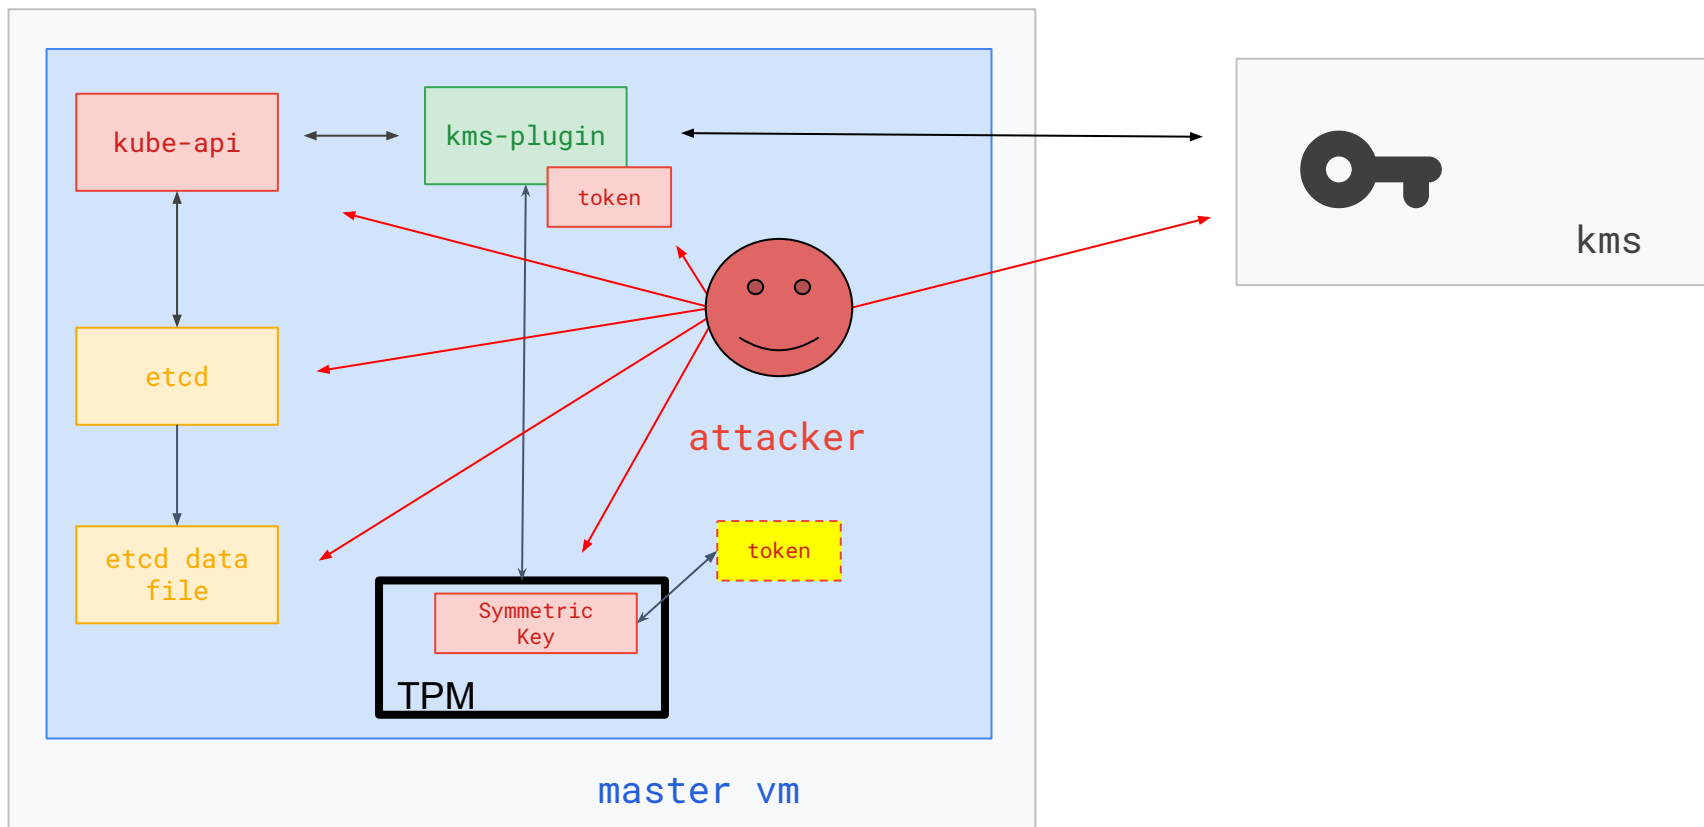 kube-api
kms-plugin
token
kms
etcd
attacker
etcd data
file
token
Symmetric
Key
TPM
master vm